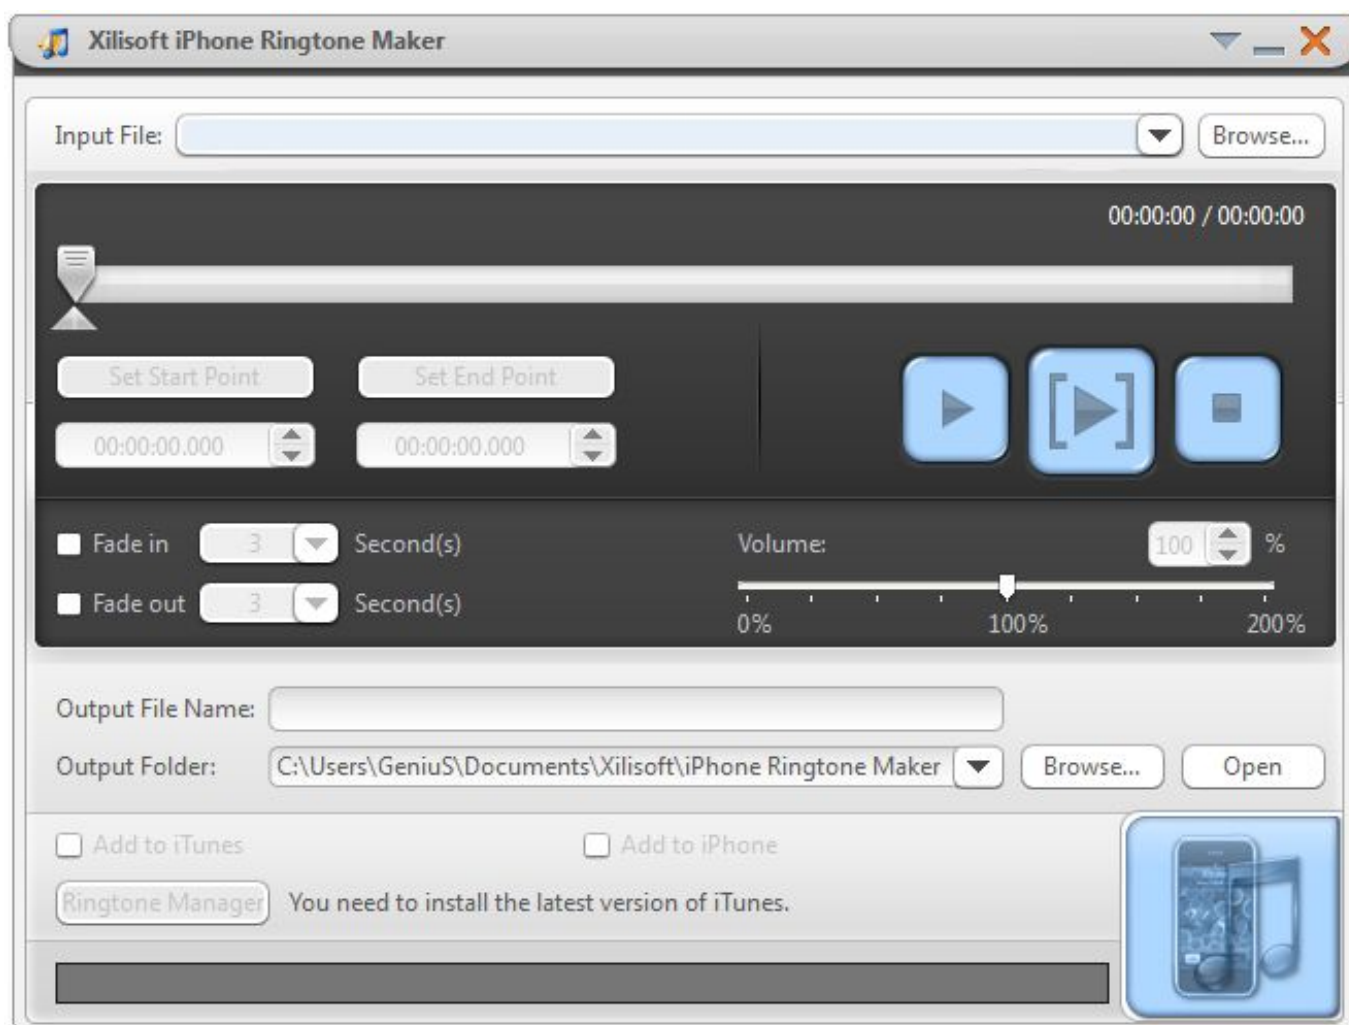 Xilisoft iPhone Ringtone Maker
Input File: Browse...
00:00:00 / 00:00:00
Set Start Point Set End Point
00:00:00.000 00:00:00.000
Fade in 3 Second(s) Volume: 100 %
Fade out 3 Second(s)
0% 100% 200%
Output File Name:
Output Folder: C:\Users\GeniuS\Documents\Xilisoft\iPhone Ringtone Maker Browse... Open
Add to iTunes Add to iPhone
Ringtone Manager You need to install the latest version of iTunes.